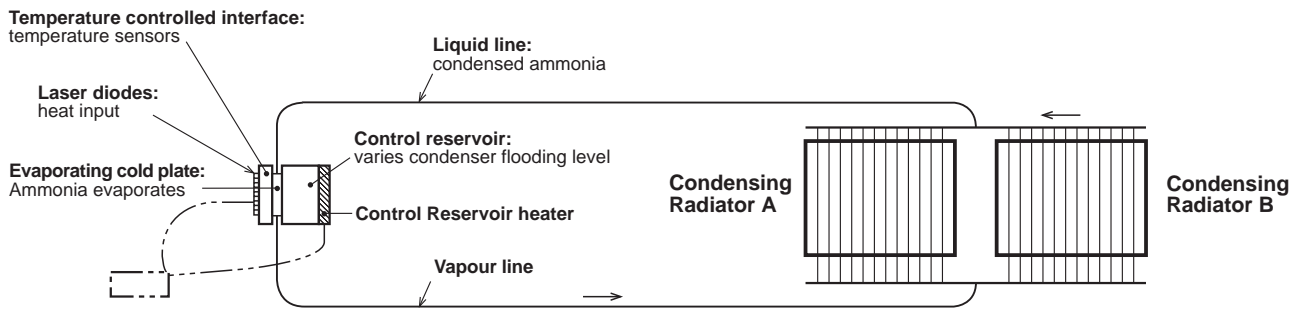 Temperature controlled interface:
temperature sensors
Liquid line:
condensed ammonia
Laser diodes:
heat input
Control reservoir:
varies condenser flooding level
Evaporating cold plate:
Ammonia evaporates
Condensing
Radiator A
Condensing
Radiator B
Control Reservoir heater
Vapour line